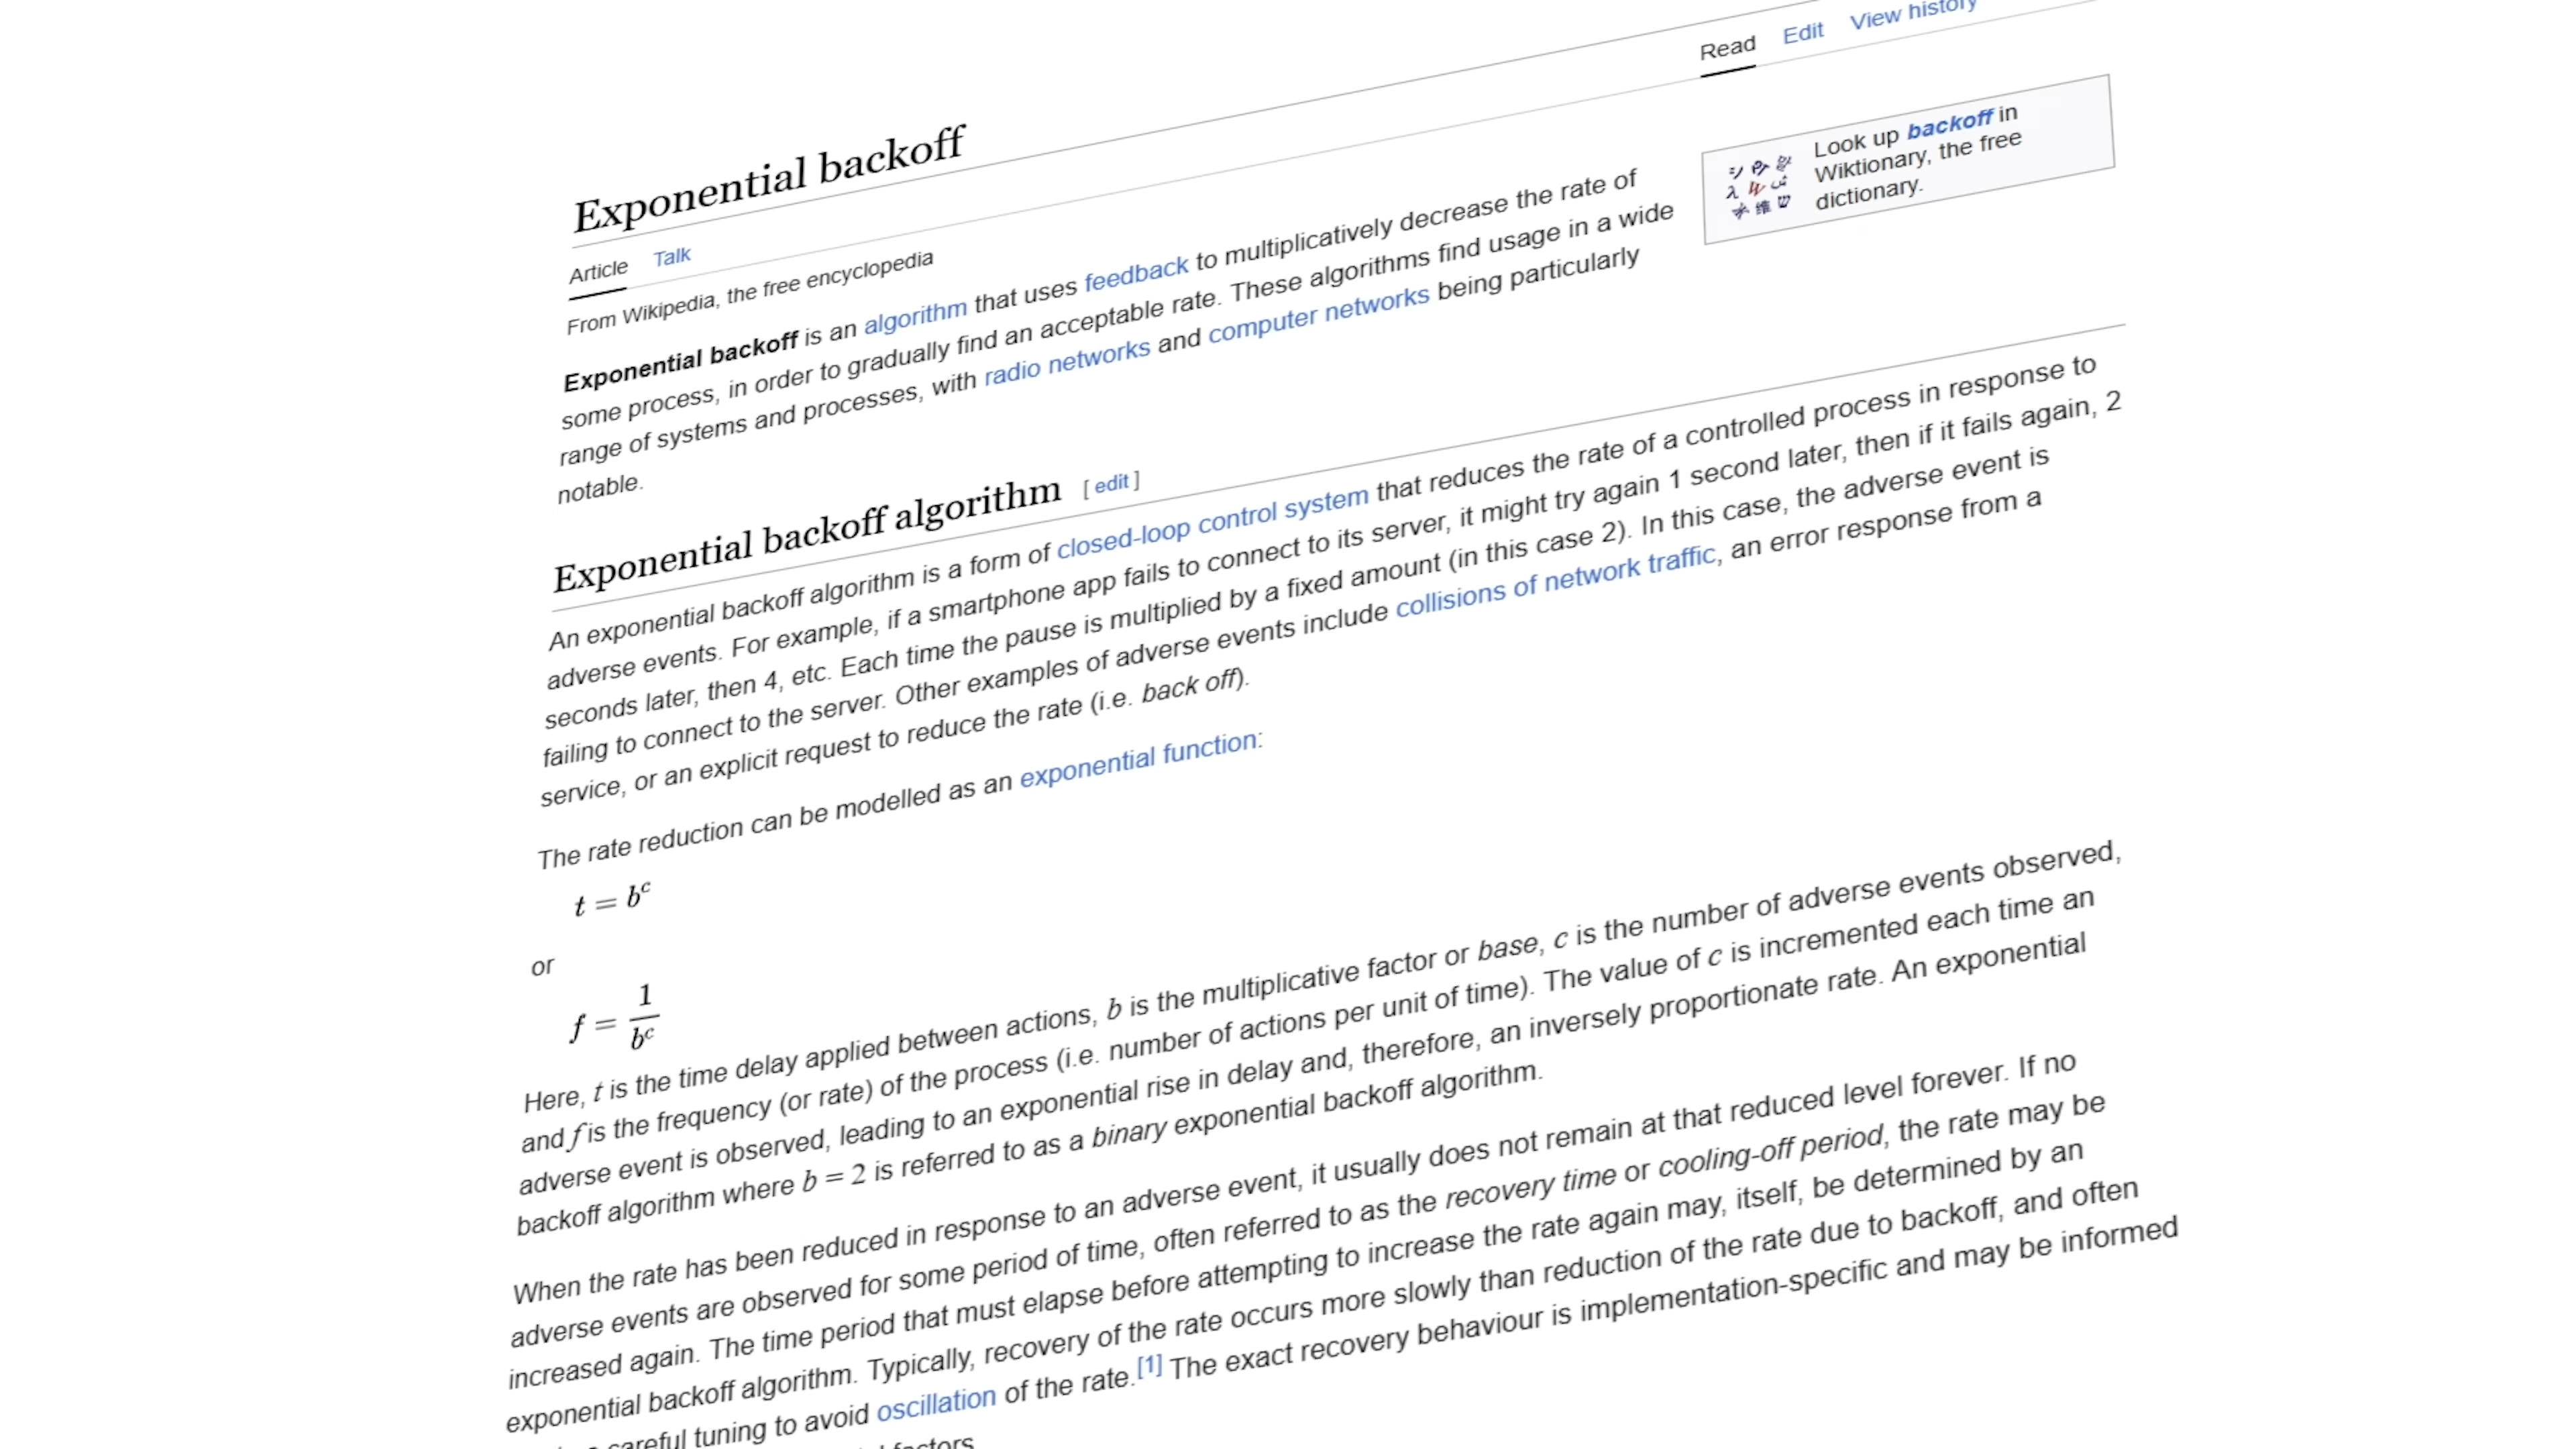 Read Edit View history
Exponential backoff
Article Talk
From Wikipedia, the free encyclopedia
Look up backoff in
Wiktionary, the free
dictionary.
Exponential backoff is an algorithm that uses feedback to multiplicatively decrease the rate of
some process, in order to gradually find an acceptable rate. These algorithms find usage in a wide
range of systems and processes, with radio networks and computer networks being particularly
notable.
Exponential backoff algorithm [ edit ]
An exponential backoff algorithm is a form of closed-loop control system that reduces the rate of a controlled process in response to
adverse events. For example, if a smartphone app fails to connect to its server, it might try again 1 second later, then if it fails again, 2
seconds later, then 4, etc. Each time the pause is multiplied by a fixed amount (in this case 2). In this case, the adverse event is
failing to connect to the server. Other examples of adverse events include collisions of network traffic, an error response from a
service, or an explicit request to reduce the rate (i.e. back off).
The rate reduction can be modelled as an exponential function:
t = b^c
or
f = 1/b^c
Here, t is the time delay applied between actions, b is the multiplicative factor or base, c is the number of adverse events observed,
and f is the frequency (or rate) of the process (i.e. number of actions per unit of time). The value of c is incremented each time an
adverse event is observed, leading to an exponential rise in delay and, therefore, an inversely proportionate rate. An exponential
backoff algorithm where b = 2 is referred to as a binary exponential backoff algorithm.
When the rate has been reduced in response to an adverse event, it usually does not remain at that reduced level forever. If no
adverse events are observed for some period of time, often referred to as the recovery time or cooling-off period, the rate may be
increased again. The time period that must elapse before attempting to increase the rate again may, itself, be determined by an
exponential backoff algorithm. Typically, recovery of the rate occurs more slowly than reduction of the rate due to backoff, and often
careful tuning to avoid oscillation of the rate.[1] The exact recovery behaviour is implementation-specific and may be informed
factors